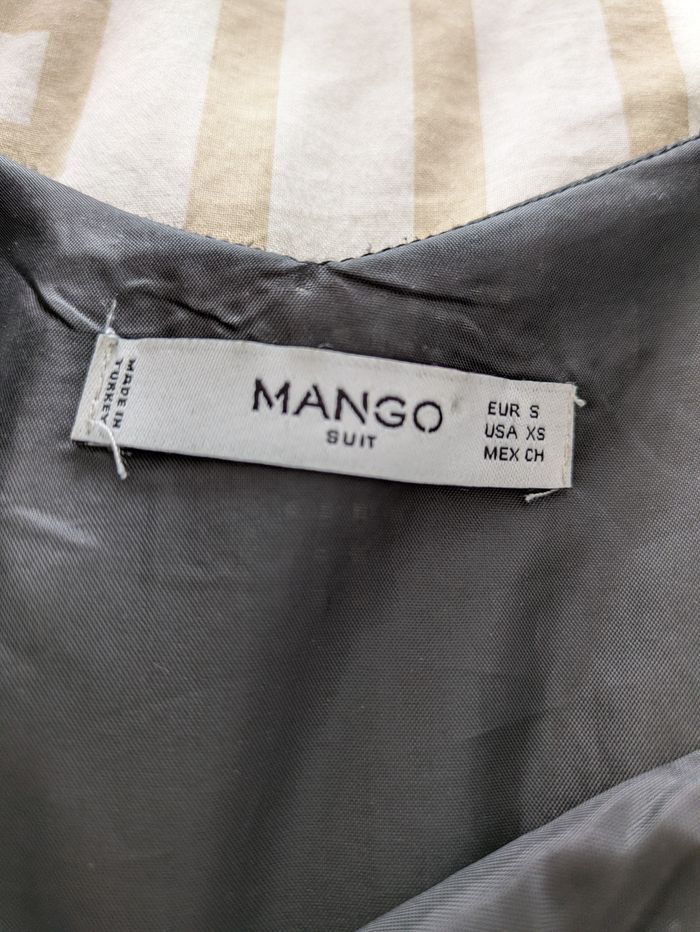 MADE IN
TURKEY
MANGO
SUIT
EUR S
USA XS
MEX CH